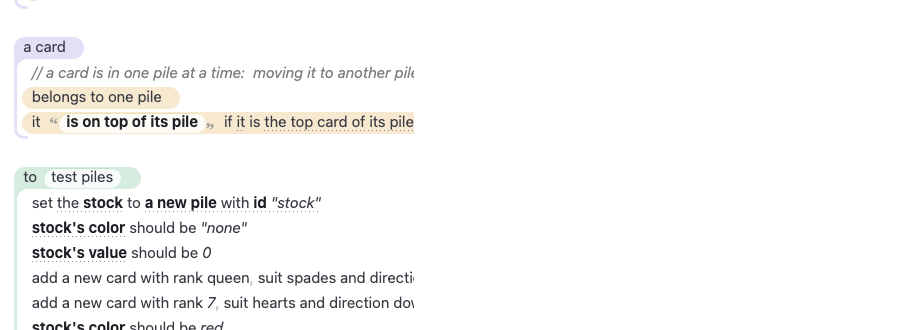 a card
// a card is in one pile at a time:  moving it to another pile
belongs to one pile
it “ is on top of its pile ” if it is the top card of its pile
to test piles
set the stock to a new pile with id "stock"
stock's color should be "none"
stock's value should be 0
add a new card with rank queen, suit spades and directi
add a new card with rank 7, suit hearts and direction dow
stock's color should be red